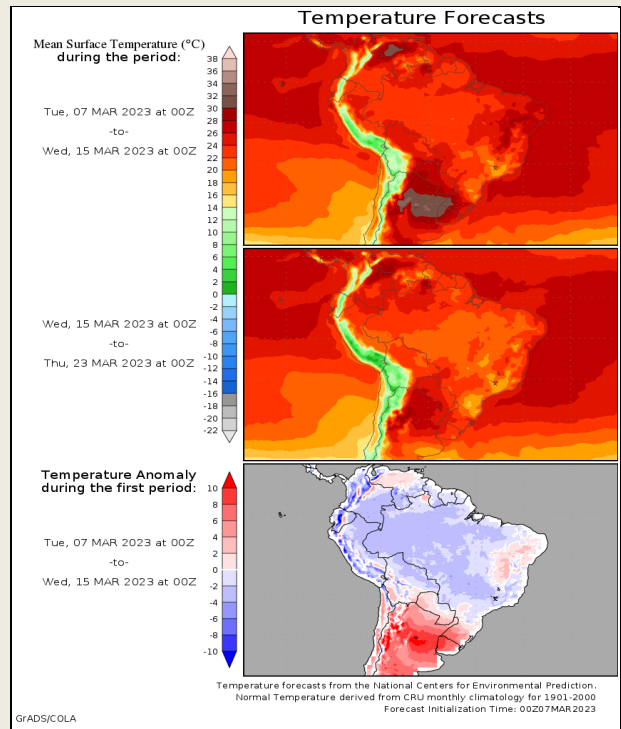 Temperature Forecasts
Mean Surface Temperature (°C)
during the period:
Tue, 07 MAR 2023 at 00Z
-to-
Wed, 15 MAR 2023 at 00Z
38
36
34
32
30
28
26
24
22
20
18
16
14
12
10
8
6
4
2
0
-2
-4
-6
-8
-10
-12
-14
-16
-18
-20
-22
Wed, 15 MAR 2023 at 00Z
-to-
Thu, 23 MAR 2023 at 00Z
Temperature Anomaly
during the first period:
Tue, 07 MAR 2023 at 00Z
-to-
Wed, 15 MAR 2023 at 00Z
10
8
6
4
2
0
-2
-4
-6
-8
-10
Temperature forecasts from the National Centers for Environmental Prediction.
Normal Temperature derived from CRU monthly climatology for 1901-2000
Forecast Initialization Time: 00Z07MAR2023
GrADS/COLA